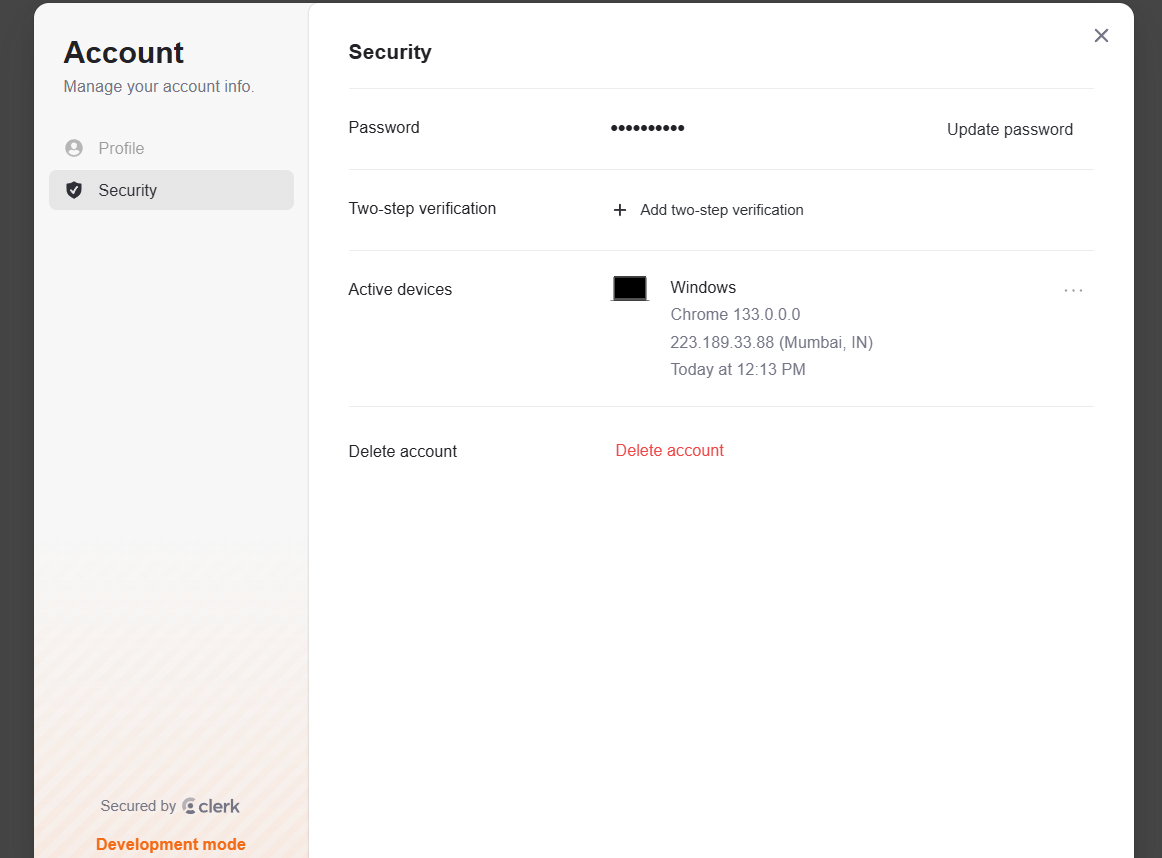 Account
Manage your account info.
Profile
Security
Secured by clerk
Development mode
Security
Password
••••••••••
Update password
Two-step verification
+ Add two-step verification
Active devices
Windows
···
Chrome 133.0.0.0
223.189.33.88 (Mumbai, IN)
Today at 12:13 PM
Delete account
Delete account